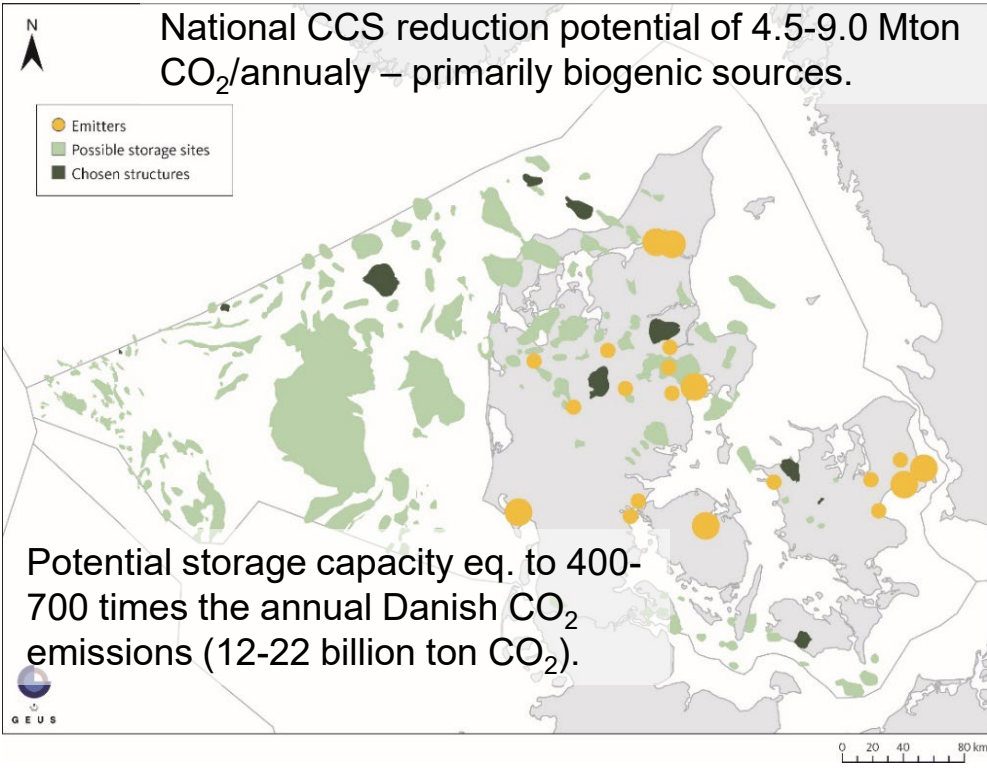 N
National CCS reduction potential of 4.5-9.0 Mton
CO₂/annualy – primarily biogenic sources.
Emitters
Possible storage sites
Chosen structures
Potential storage capacity eq. to 400-
700 times the annual Danish CO₂
emissions (12-22 billion ton CO₂).
GEUS
0 20 40 80 km